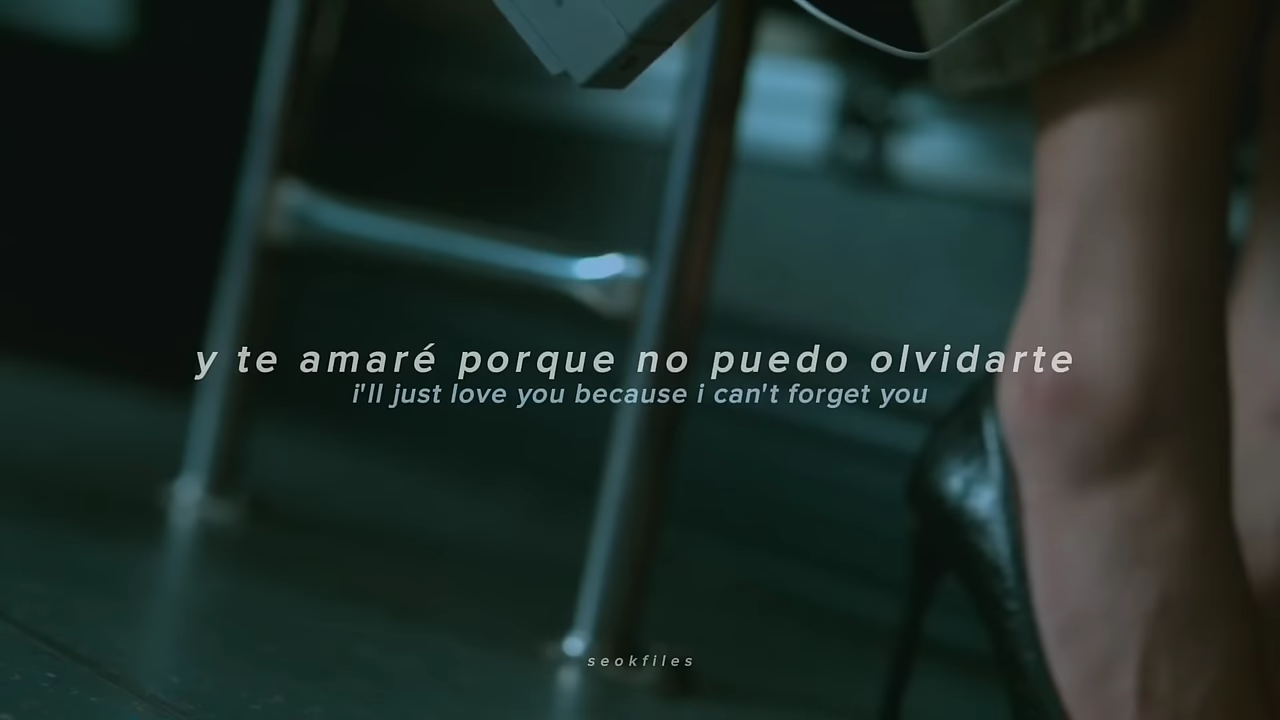 y te amaré porque no puedo olvidarte
i'll just love you because i can't forget you
seokfiles